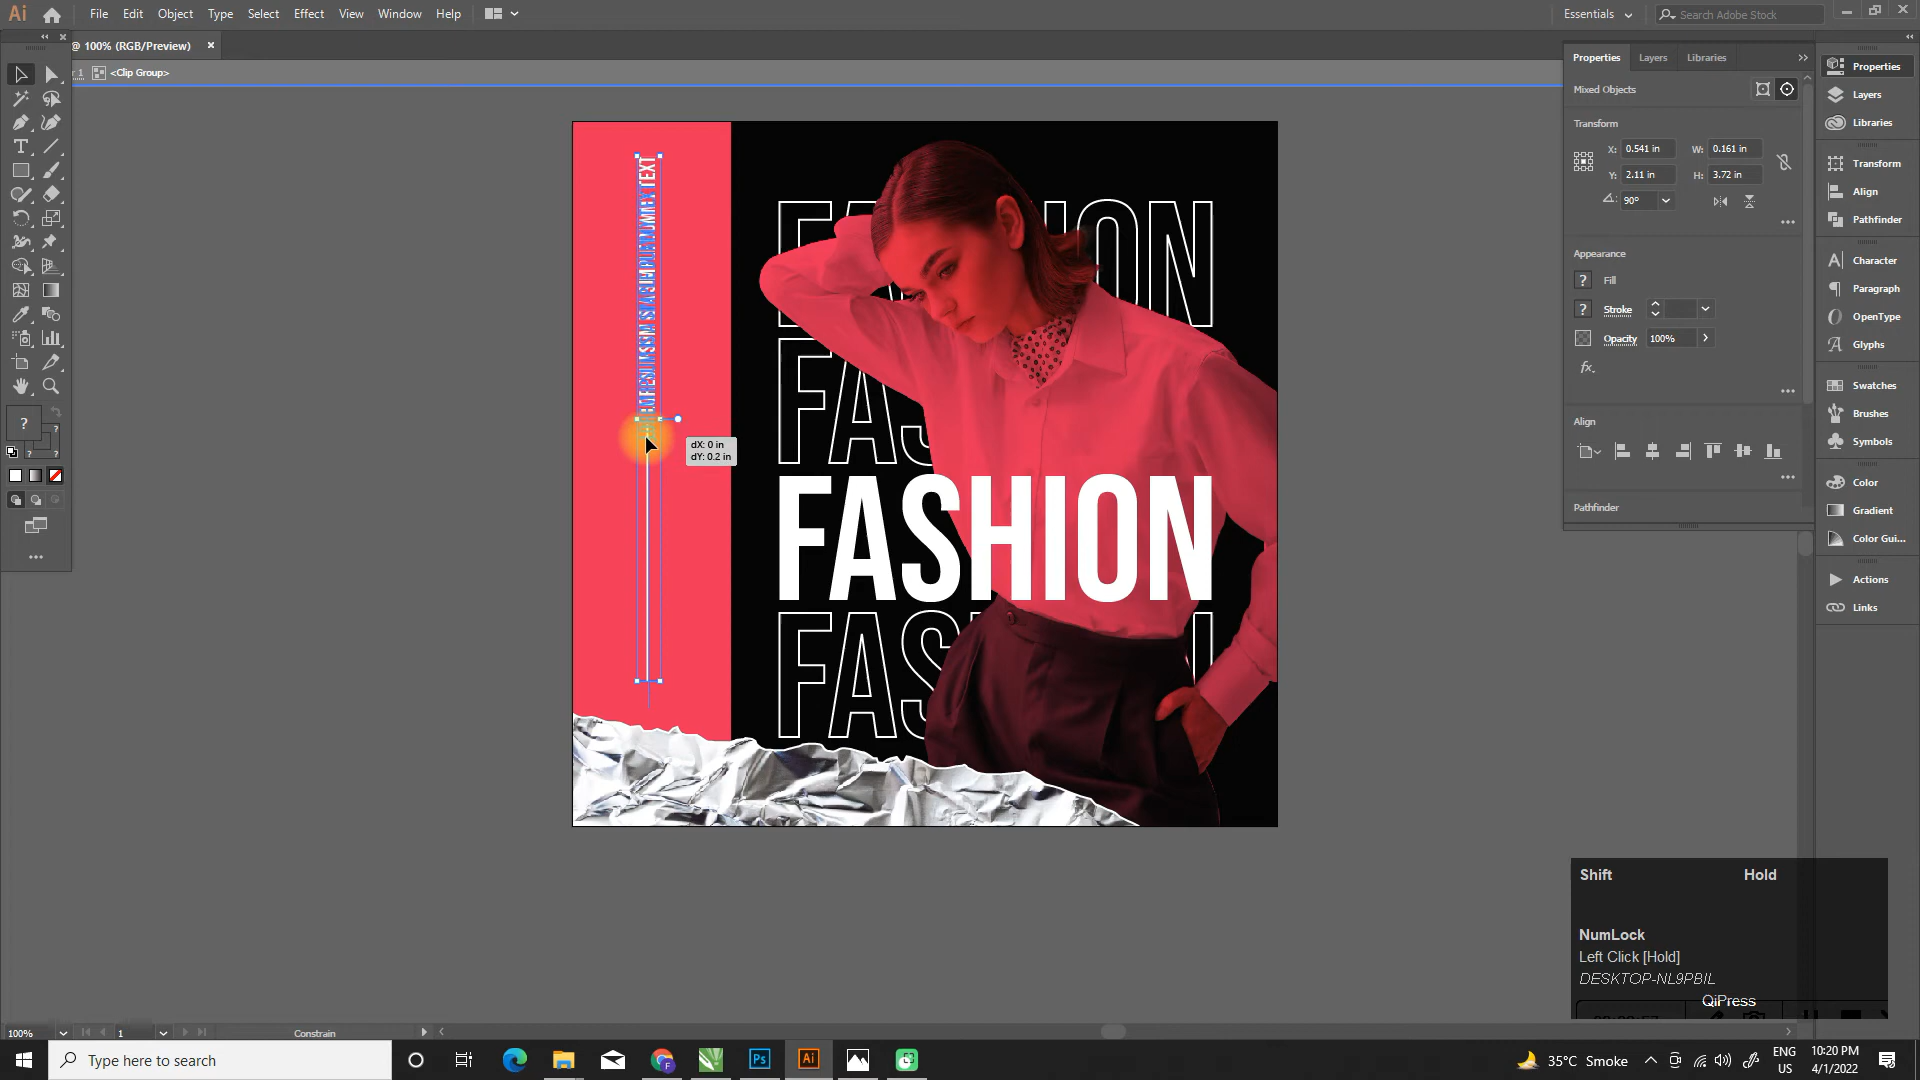 Ai File Edit Object Type Select Effect View Window Help Essentials Search Adobe Stock
@ 100% (RGB/Preview) ×
r 1 <Clip Group>
Properties Layers Libraries
Mixed Objects
Transform
X: 0.541 in W: 0.161 in
Y: 2.11 in H: 3.72 in
90°
Appearance
? Fill
? Stroke
Opacity 100%
fx.
Align
Pathfinder
Properties
Layers
Libraries
Transform
Align
Pathfinder
Character
Paragraph
OpenType
Glyphs
Swatches
Brushes
Symbols
Color
Gradient
Color Gui...
Actions
Links
TEXT
dX: 0 in
dY: 0.2 in
FASHION
Shift Hold
NumLock
Left Click [Hold]
DESKTOP-NL9PBIL
QiPress
100% 1 Constrain
Type here to search
Ps Ai
35°C Smoke
ENG
US
10:20 PM
4/1/2022